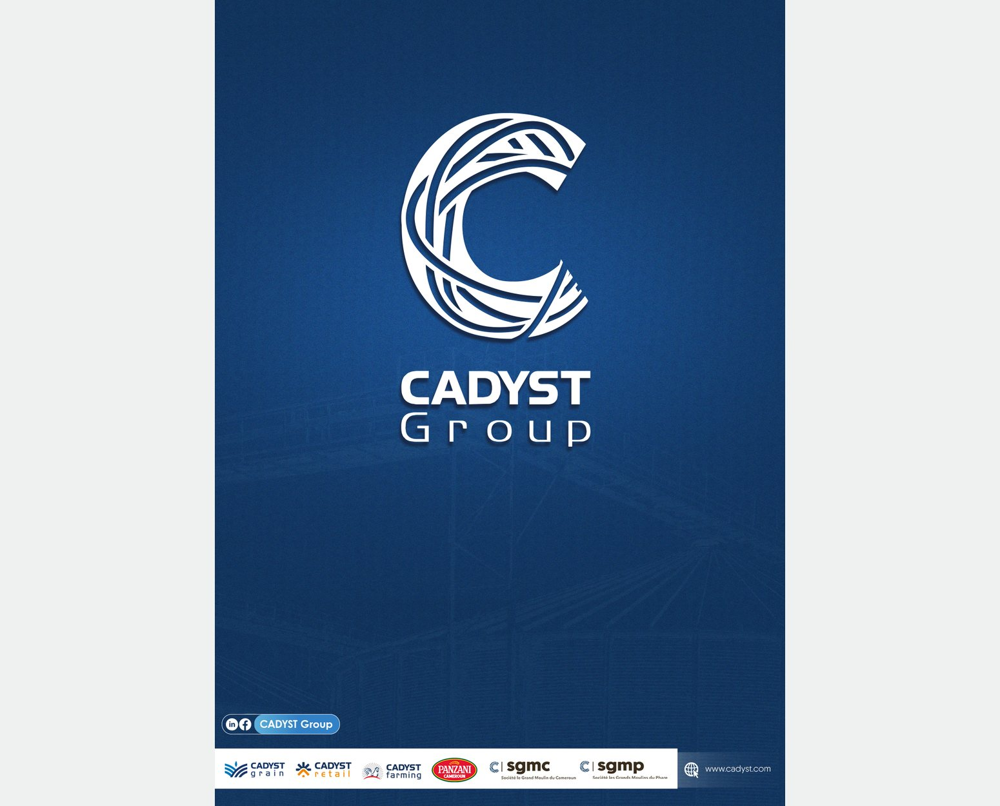 CADYST
Group
in f CADYST Group
CADYST
grain
CADYST
retail
CADYST
farming
PANZANI
CAMEROUN
C | sgmc
Société le Grand Moulin du Cameroun
C | sgmp
Société les Grands Moulins du Phare
www.cadyst.com